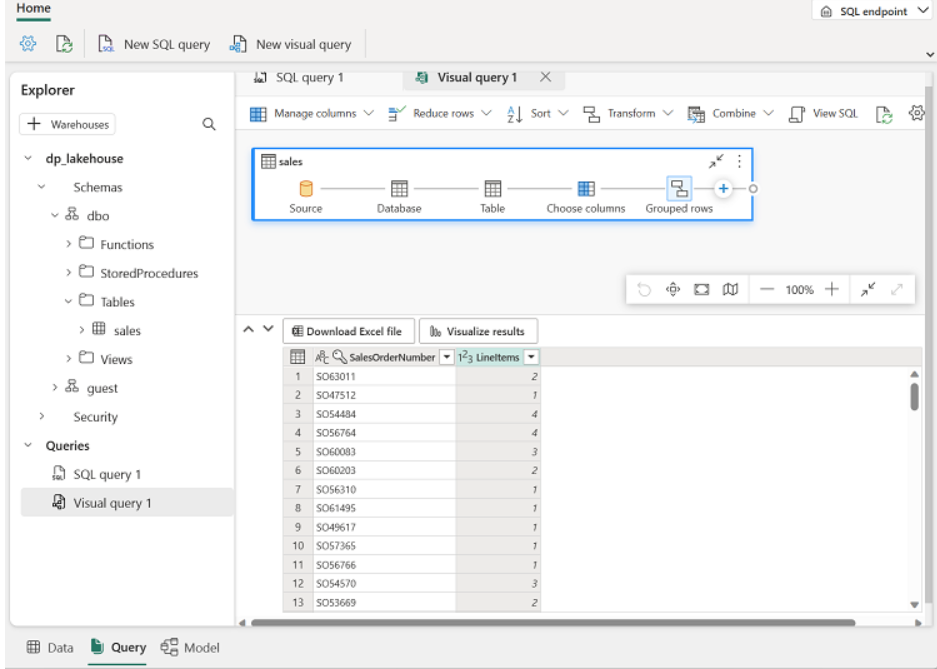 Home
SQL endpoint
New SQL query
New visual query
Explorer
+ Warehouses
dp_lakehouse
Schemas
dbo
Functions
StoredProcedures
Tables
sales
Views
guest
Security
Queries
SQL query 1
Visual query 1
SQL query 1
Visual query 1
Manage columns
Reduce rows
Sort
Transform
Combine
View SQL
sales
Source
Database
Table
Choose columns
Grouped rows
100%
Download Excel file
Visualize results
SalesOrderNumber
LineItems
1 SO63011 2
2 SO47512 1
3 SO54484 4
4 SO56764 4
5 SO60083 3
6 SO60203 2
7 SO56310 1
8 SO61495 1
9 SO49617 1
10 SO57365 1
11 SO56766 1
12 SO54570 3
13 SO53669 2
Data
Query
Model